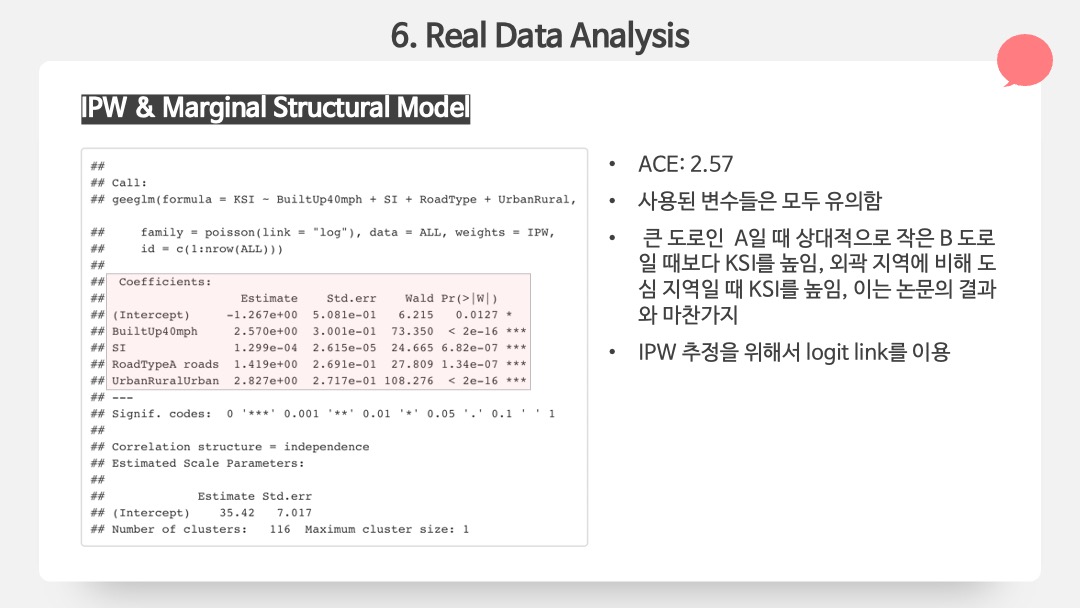 6. Real Data Analysis
IPW & Marginal Structural Model
##
## Call:
## geeglm(formula = KSI ~ BuiltUp40mph + SI + RoadType + UrbanRural,
##     family = poisson(link = "log"), data = ALL, weights = IPW,
##     id = c(1:nrow(ALL)))
##
##  Coefficients:
##                   Estimate    Std.err    Wald Pr(>|W|)
## (Intercept)     -1.267e+00  5.081e-01   6.215   0.0127 *
## BuiltUp40mph     2.570e+00  3.001e-01  73.350  < 2e-16 ***
## SI               1.299e-04  2.615e-05  24.665 6.82e-07 ***
## RoadTypeA roads  1.419e+00  2.691e-01  27.809 1.34e-07 ***
## UrbanRuralUrban  2.827e+00  2.717e-01 108.276  < 2e-16 ***
## ---
## Signif. codes:  0 '***' 0.001 '**' 0.01 '*' 0.05 '.' 0.1 ' ' 1
##
## Correlation structure = independence
## Estimated Scale Parameters:
##
##             Estimate Std.err
## (Intercept)    35.42   7.017
## Number of clusters:   116  Maximum cluster size: 1
• ACE: 2.57
• 사용된 변수들은 모두 유의함
• 큰 도로인 A일 때 상대적으로 작은 B 도로
일 때보다 KSI를 높임, 외곽 지역에 비해 도
심 지역일 때 KSI를 높임, 이는 논문의 결과
와 마찬가지
• IPW 추정을 위해서 logit link를 이용